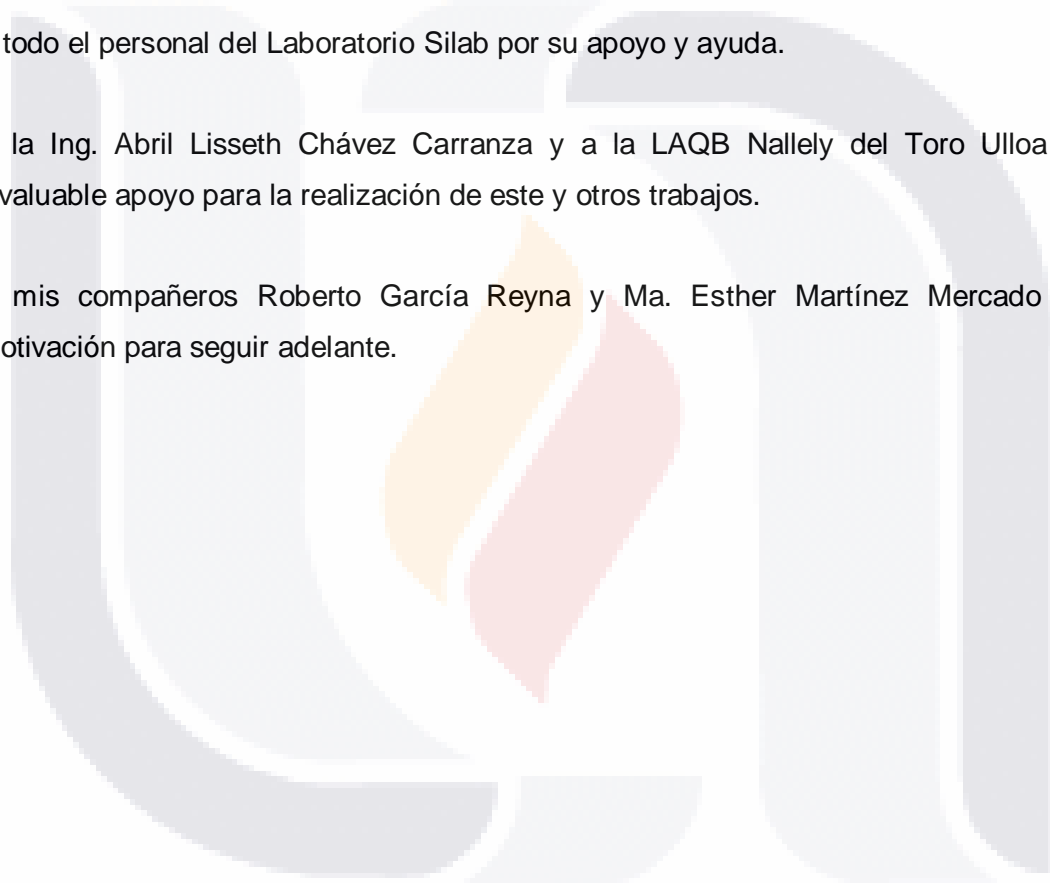 todo el personal del Laboratorio Silab por su apoyo y ayuda.
la Ing. Abril Lisseth Chávez Carranza y a la LAQB Nallely del Toro Ulloa
valuable apoyo para la realización de este y otros trabajos.
mis compañeros Roberto García Reyna y Ma. Esther Martínez Mercado
otivación para seguir adelante.